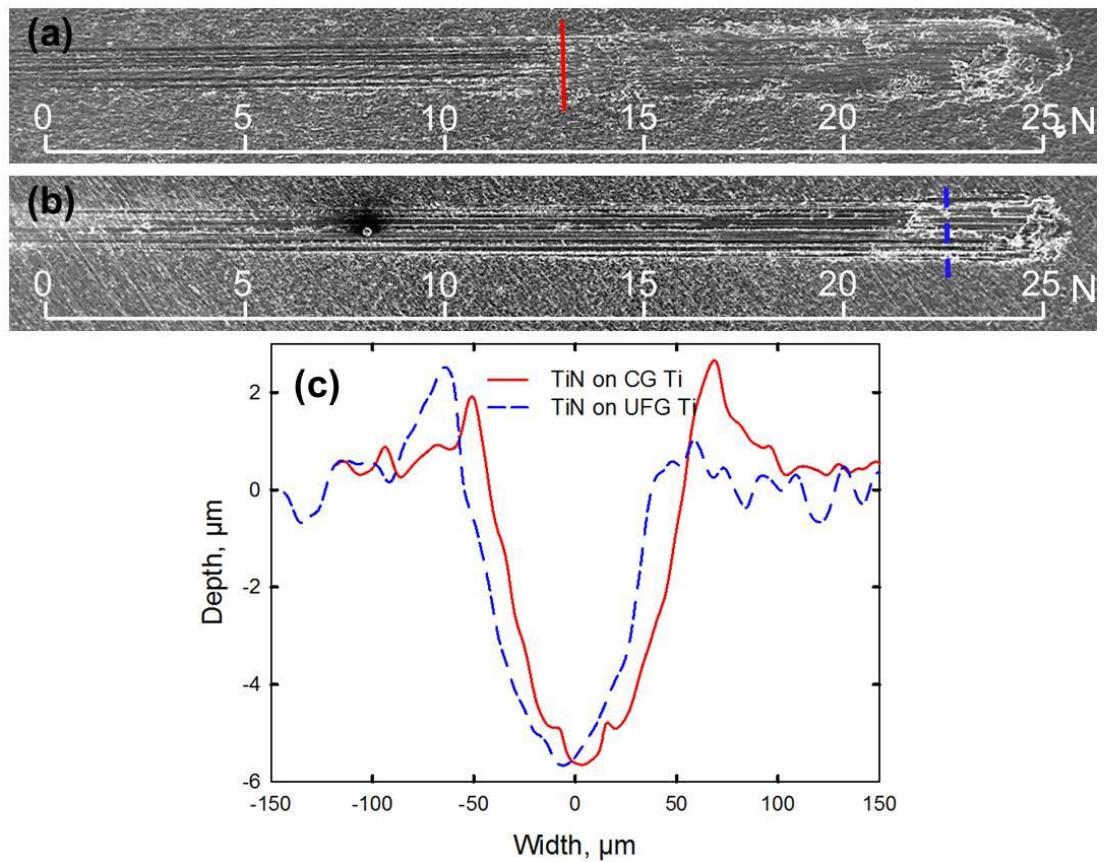 (a)
0 5 10 15 20 25 N
(b)
0 5 10 15 20 25 N
(c)
TiN on CG Ti
TiN on UFG Ti
2
0
-2
-4
-6
Depth, µm
-150 -100 -50 0 50 100 150
Width, µm